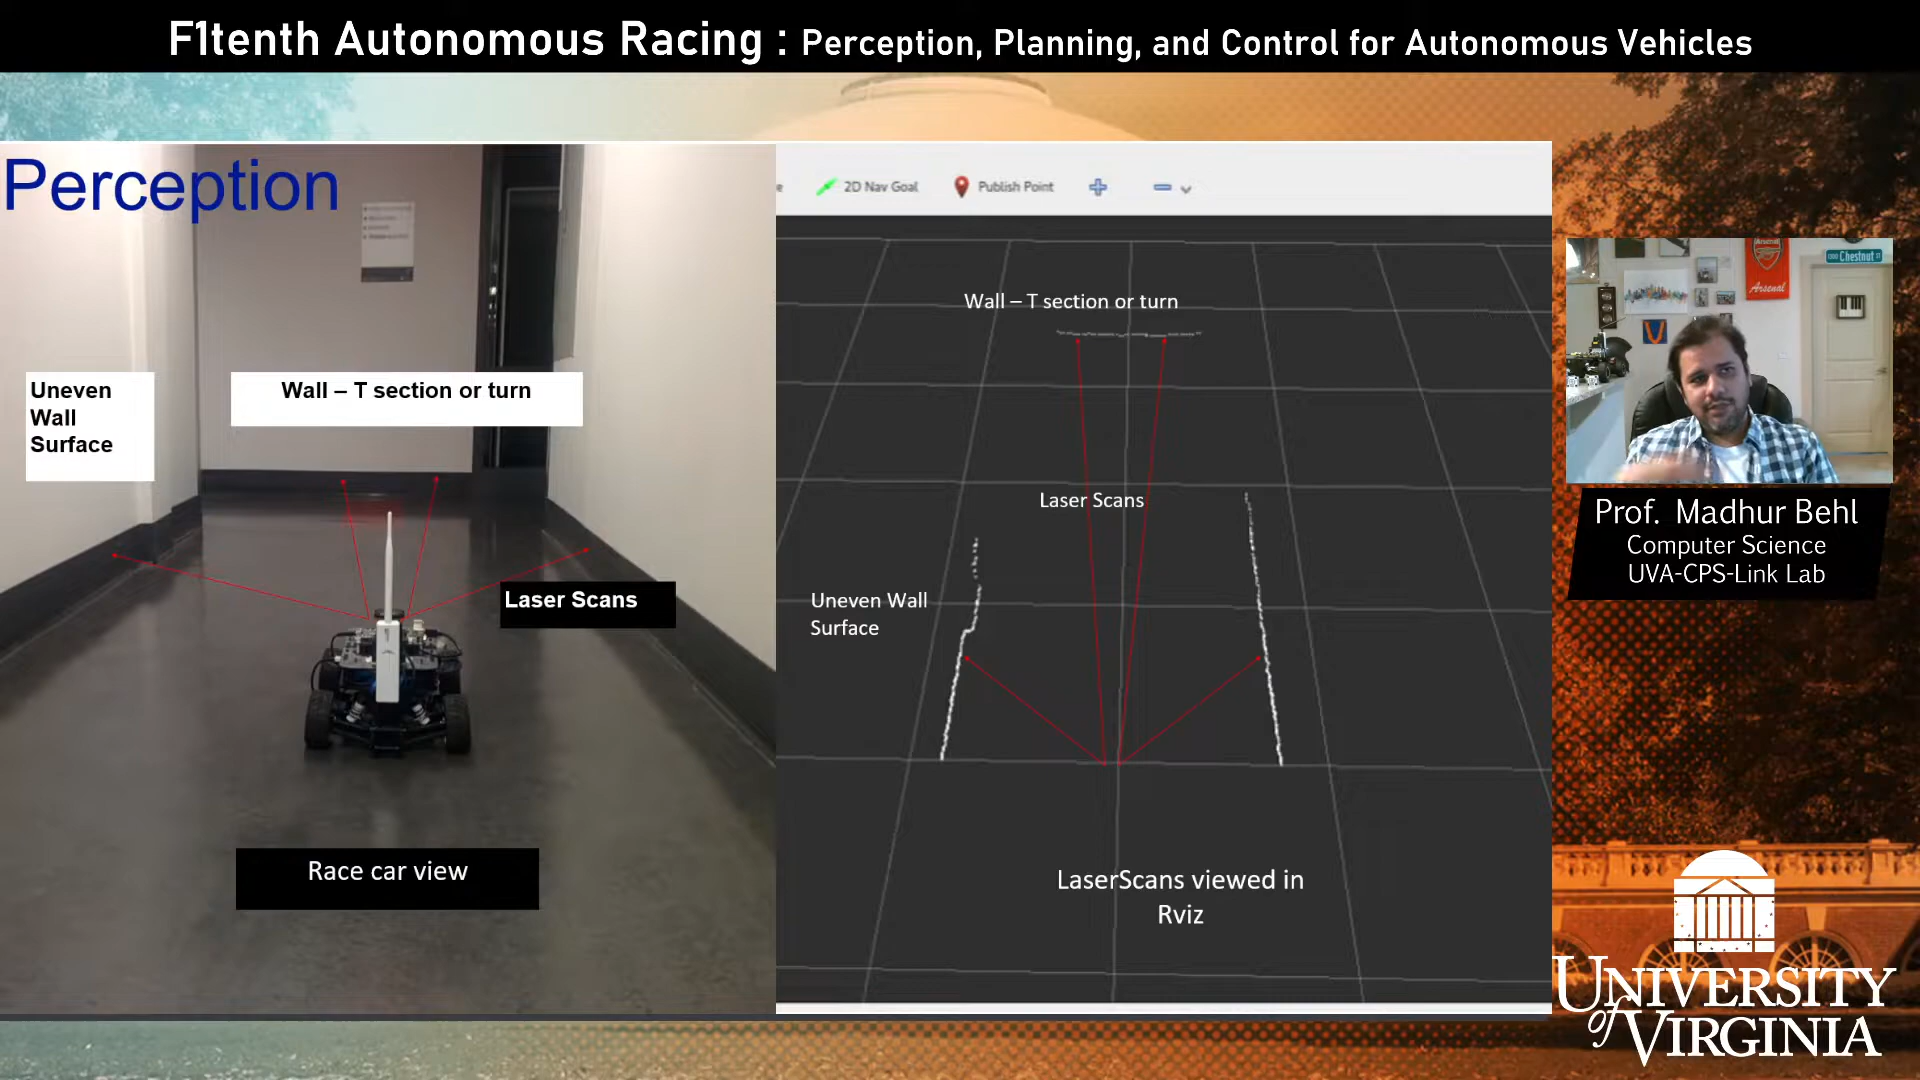 F1tenth Autonomous Racing : Perception, Planning, and Control for Autonomous Vehicles
Perception
Uneven
Wall
Surface
Wall – T section or turn
Laser Scans
Race car view
2D Nav Goal
Publish Point
Wall – T section or turn
Laser Scans
Uneven Wall
Surface
LaserScans viewed in
Rviz
Chestnut
Arsenal
Prof. Madhur Behl
Computer Science
UVA-CPS-Link Lab
UNIVERSITY
of VIRGINIA